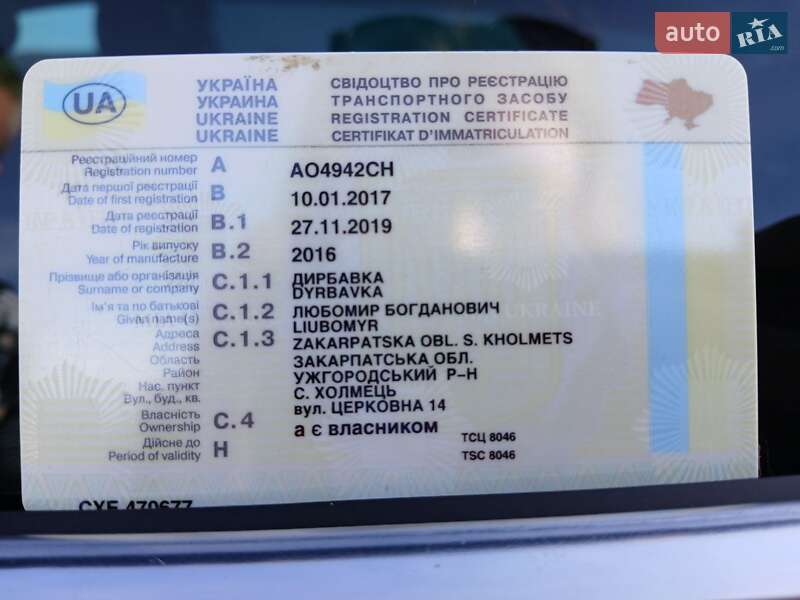 auto RIA .com
UA
УКРАЇНА СВІДОЦТВО ПРО РЕЄСТРАЦІЮ
УКРАИНА ТРАНСПОРТНОГО ЗАСОБУ
UKRAINE REGISTRATION CERTIFICATE
UKRAINE CERTIFIKAT D'IMMATRICULATION
Реєстраційний номер
Registration number A AO4942CH
Дата першої реєстрації
Date of first registration B 10.01.2017
Дата реєстрації
Date of registration B.1 27.11.2019
Рік випуску
Year of manufacture B.2 2016
Прізвище або організація C.1.1 ДИРБАВКА
Surname or company DYRBAVKA
Ім'я та по батькові C.1.2 ЛЮБОМИР БОГДАНОВИЧ
Given name(s) LIUBOMYR
Адреса C.1.3 ZAKARPATSKA OBL. S. KHOLMETS
Address
Область ЗАКАРПАТСЬКА ОБЛ.
Район УЖГОРОДСЬКИЙ Р-Н
Нас. пункт С. ХОЛМЕЦЬ
Вул., буд., кв. вул. ЦЕРКОВНА 14
Власність
Ownership C.4 а є власником
Дійсне до ТСЦ 8046
Period of validity H TSC 8046
UKRAINE